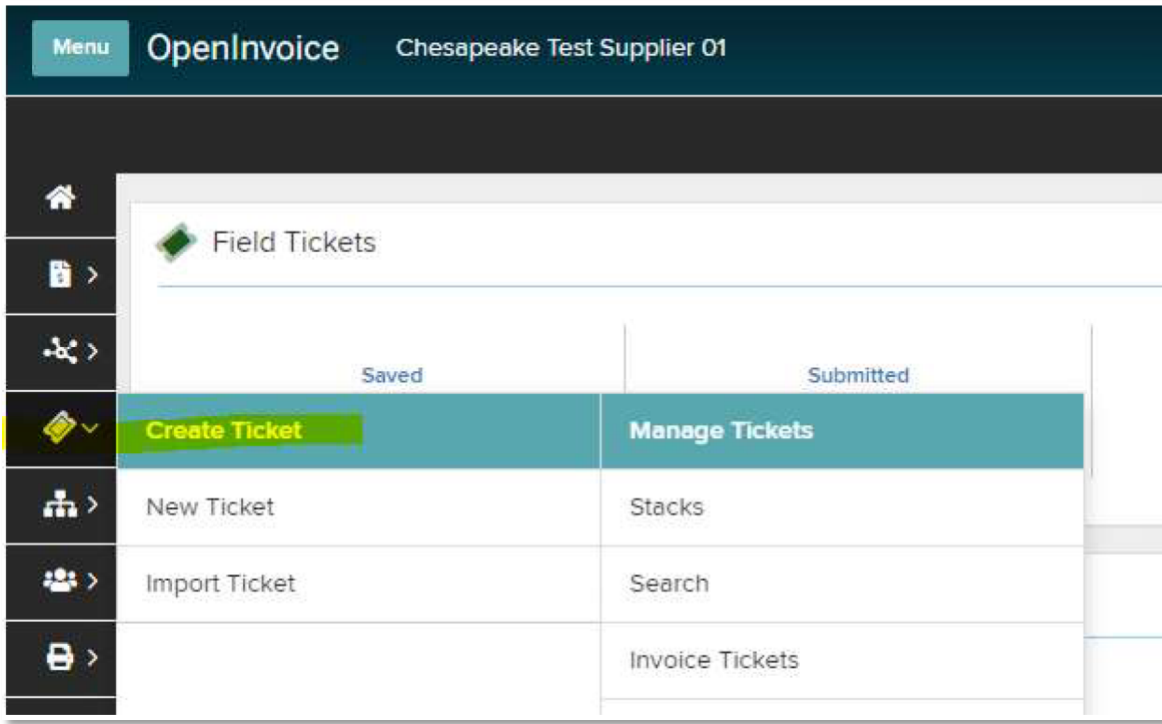 Menu OpenInvoice Chesapeake Test Supplier 01
Field Tickets
Saved Submitted
Create Ticket Manage Tickets
New Ticket Stacks
Import Ticket Search
Invoice Tickets